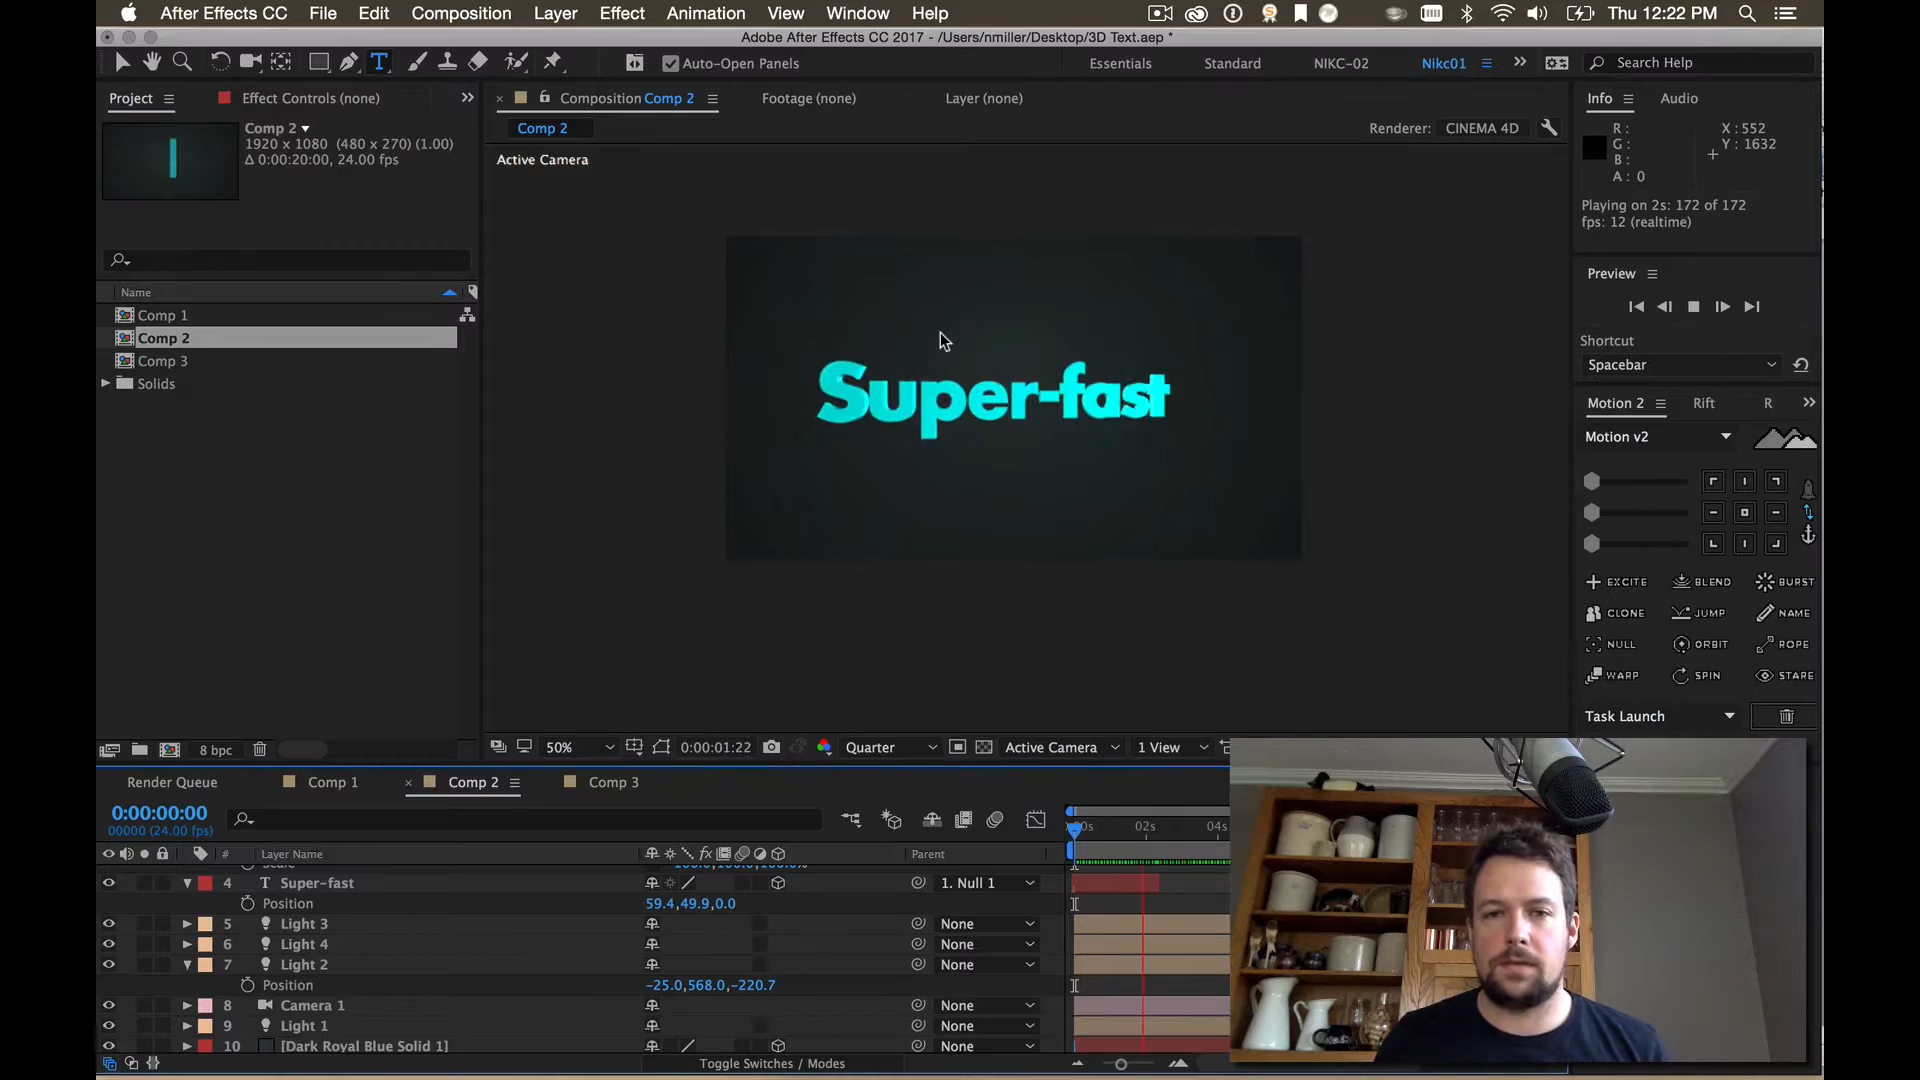 After Effects CC File Edit Composition Layer Effect Animation View Window Help Thu 12:22 PM
Adobe After Effects CC 2017 - /Users/nmiller/Desktop/3D Text.aep *
T Auto-Open Panels Essentials Standard NIKC-02 Nikc01 Search Help
Project Effect Controls (none) Composition Comp 2 Footage (none) Layer (none) Info Audio
Comp 2
1920 x 1080 (480 x 270) (1.00)
Δ 0:00:20:00, 24.00 fps
Comp 2 Renderer: CINEMA 4D
R: X: 552
G: Y: 1632
B:
A: 0
Active Camera
Playing on 2s: 172 of 172
fps: 12 (realtime)
Preview
Name
Comp 1
Comp 2
Comp 3
Solids
Shortcut
Spacebar
Super-fast
Motion 2 Rift R
Motion v2
EXCITE BLEND BURST
CLONE JUMP NAME
NULL ORBIT ROPE
WARP SPIN STARE
Task Launch
8 bpc 50% 0:00:01:22 Quarter Active Camera 1 View
Render Queue Comp 1 Comp 2 Comp 3
0:00:00:00
00000 (24.00 fps)
02s 04s
# Layer Name fx Parent
4 T Super-fast 1. Null 1
Position 59.4,49.9,0.0
5 Light 3 None
6 Light 4 None
7 Light 2 None
Position -25.0,568.0,-220.7
8 Camera 1 None
9 Light 1 None
10 [Dark Royal Blue Solid 1] None
Toggle Switches / Modes